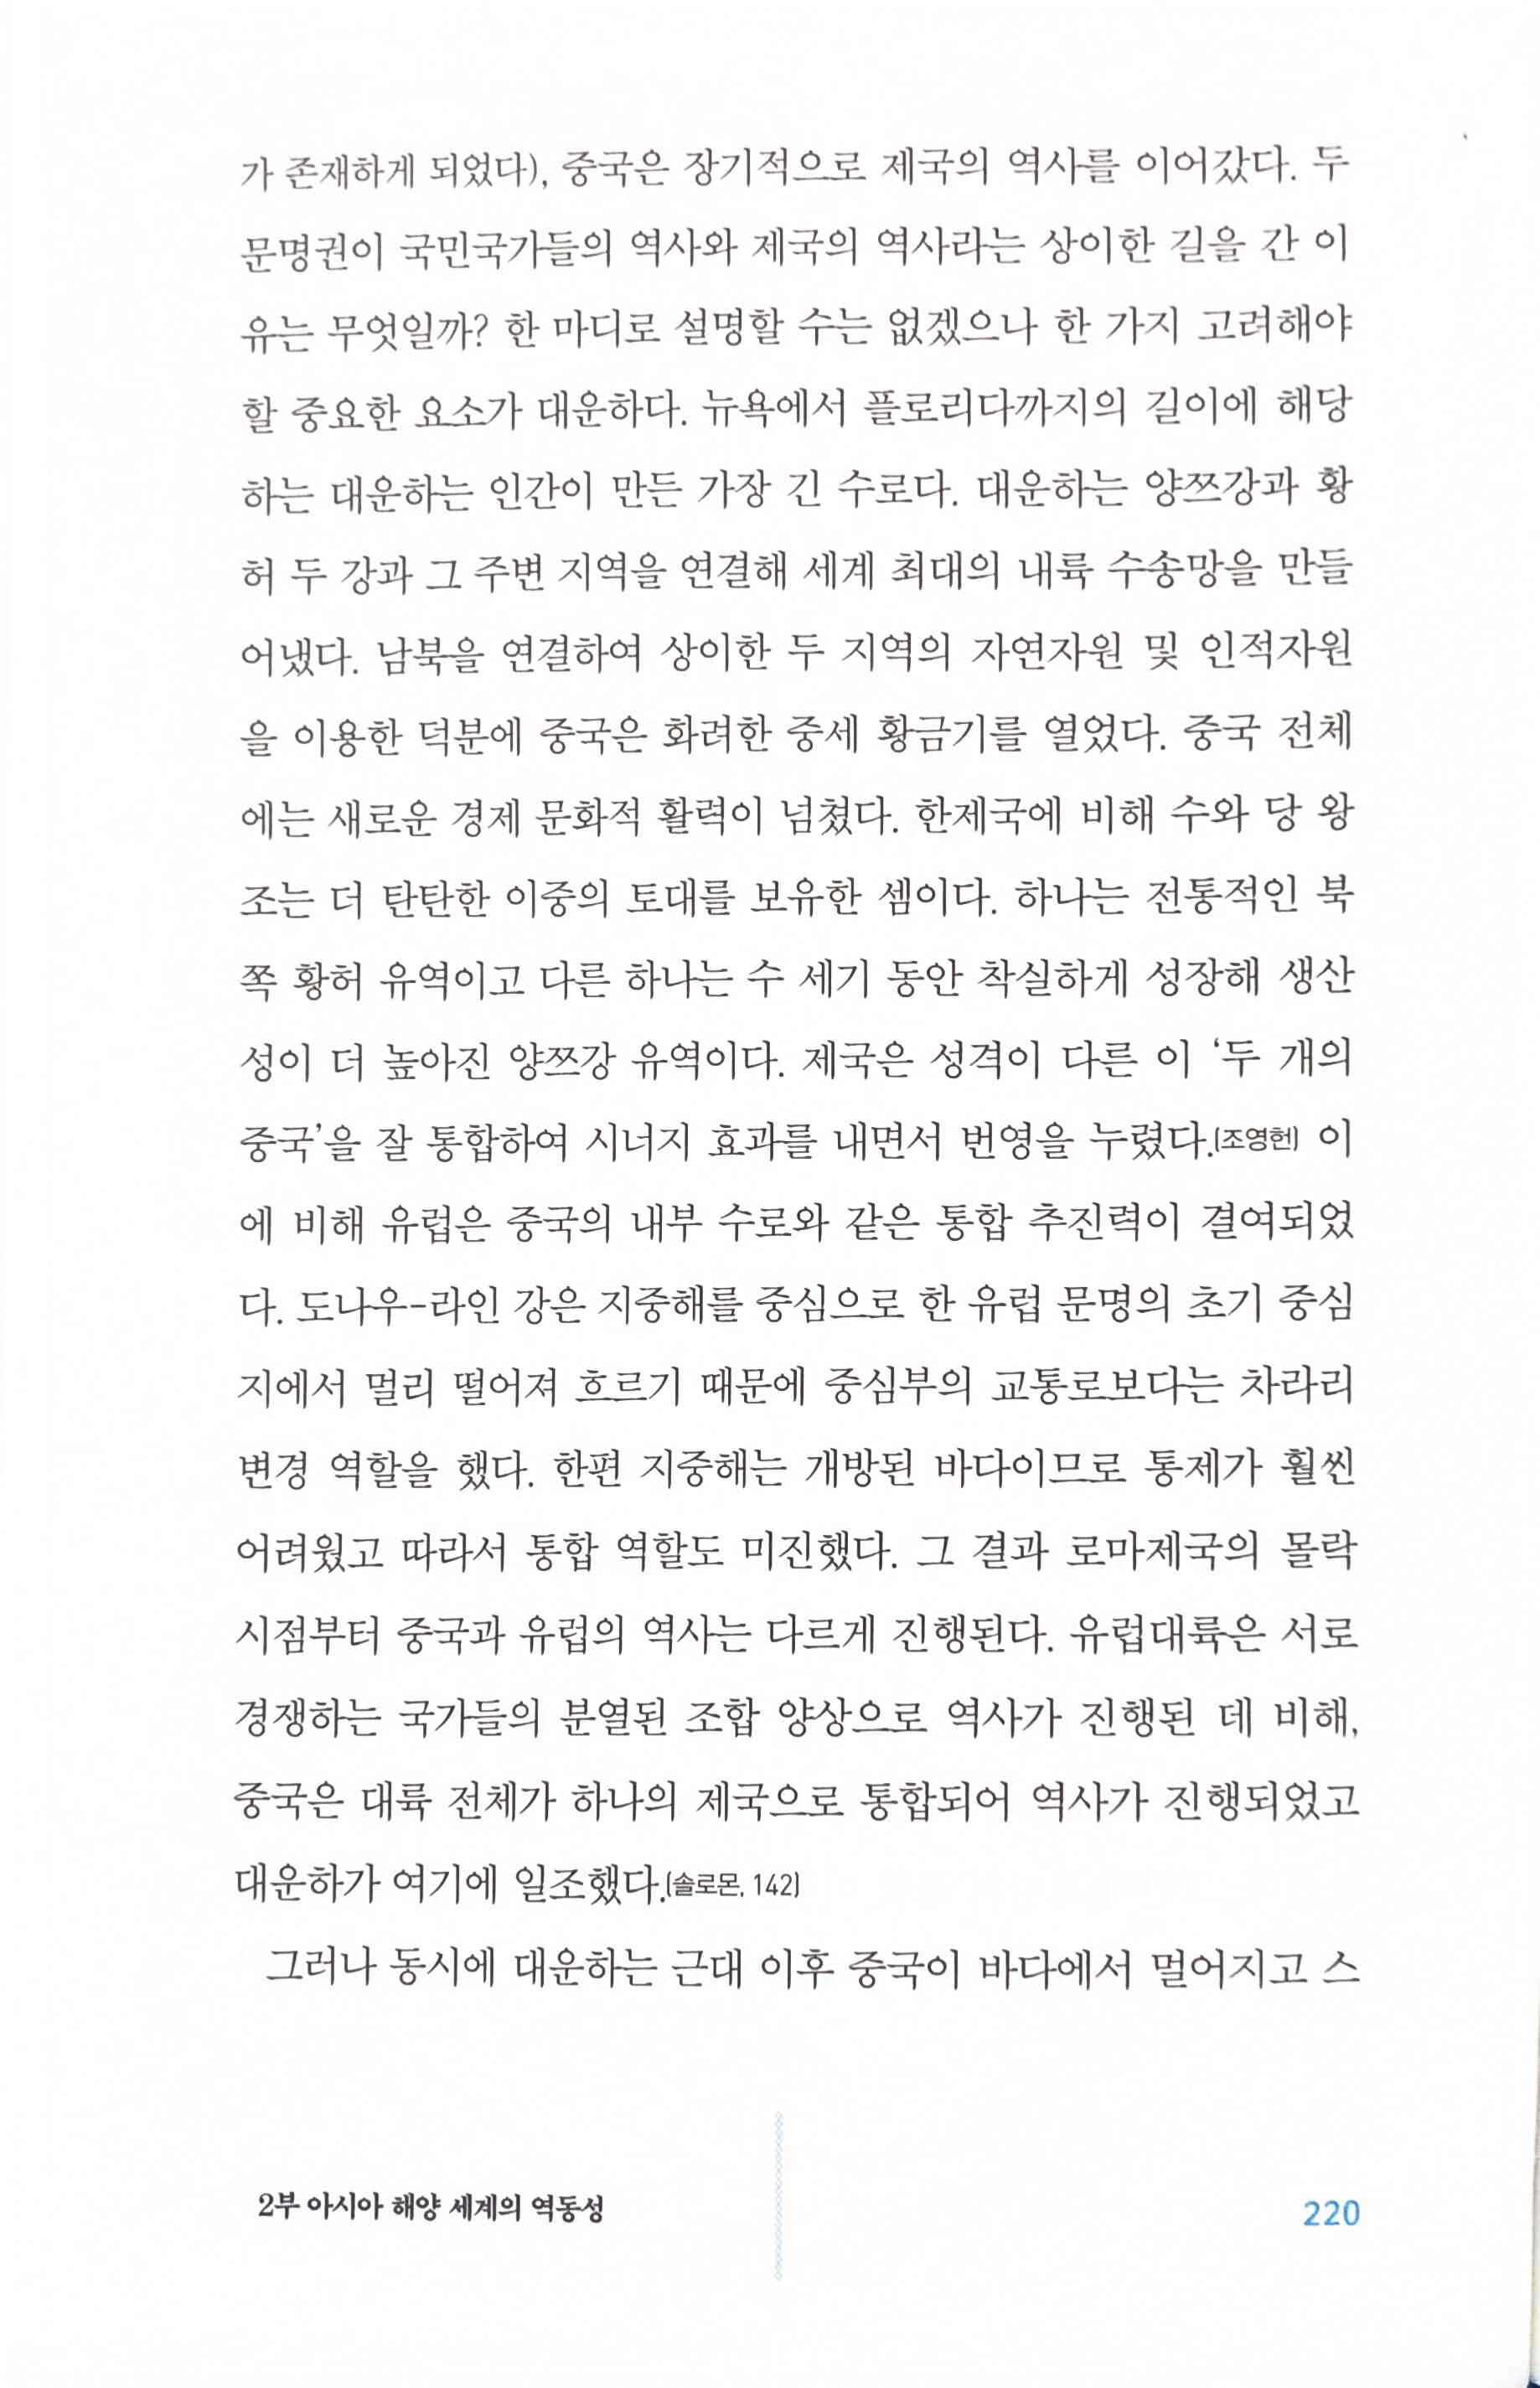 가 존재하게 되었다), 중국은 장기적으로 제국의 역사를 이어갔다. 두
문명권이 국민국가들의 역사와 제국의 역사라는 상이한 길을 간 이
유는 무엇일까? 한 마디로 설명할 수는 없겠으나 한 가지 고려해야
할 중요한 요소가 대운하다. 뉴욕에서 플로리다까지의 길이에 해당
하는 대운하는 인간이 만든 가장 긴 수로다. 대운하는 양쯔강과 황
허 두 강과 그 주변 지역을 연결해 세계 최대의 내륙 수송망을 만들
어냈다. 남북을 연결하여 상이한 두 지역의 자연자원 및 인적자원
을 이용한 덕분에 중국은 화려한 중세 황금기를 열었다. 중국 전체
에는 새로운 경제 문화적 활력이 넘쳤다. 한제국에 비해 수와 당 왕
조는 더 탄탄한 이중의 토대를 보유한 셈이다. 하나는 전통적인 북
쪽 황허 유역이고 다른 하나는 수 세기 동안 착실하게 성장해 생산
성이 더 높아진 양쯔강 유역이다. 제국은 성격이 다른 이 ‘두 개의
중국’을 잘 통합하여 시너지 효과를 내면서 번영을 누렸다.[조영헌] 이
에 비해 유럽은 중국의 내부 수로와 같은 통합 추진력이 결여되었
다. 도나우-라인 강은 지중해를 중심으로 한 유럽 문명의 초기 중심
지에서 멀리 떨어져 흐르기 때문에 중심부의 교통로보다는 차라리
변경 역할을 했다. 한편 지중해는 개방된 바다이므로 통제가 훨씬
어려웠고 따라서 통합 역할도 미진했다. 그 결과 로마제국의 몰락
시점부터 중국과 유럽의 역사는 다르게 진행된다. 유럽대륙은 서로
경쟁하는 국가들의 분열된 조합 양상으로 역사가 진행된 데 비해,
중국은 대륙 전체가 하나의 제국으로 통합되어 역사가 진행되었고
대운하가 여기에 일조했다.[솔로몬, 142]
그러나 동시에 대운하는 근대 이후 중국이 바다에서 멀어지고 스
2부 아시아 해양 세계의 역동성
220